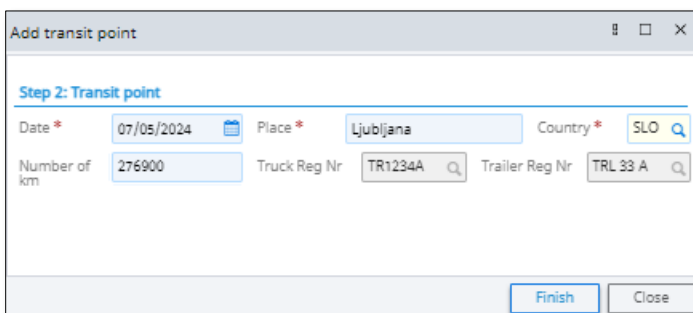 Add transit point
Step 2: Transit point
Date * 07/05/2024 Place * Ljubljana Country * SLO
Number of km 276900 Truck Reg Nr TR1234A Trailer Reg Nr TRL 33 A
Finish Close